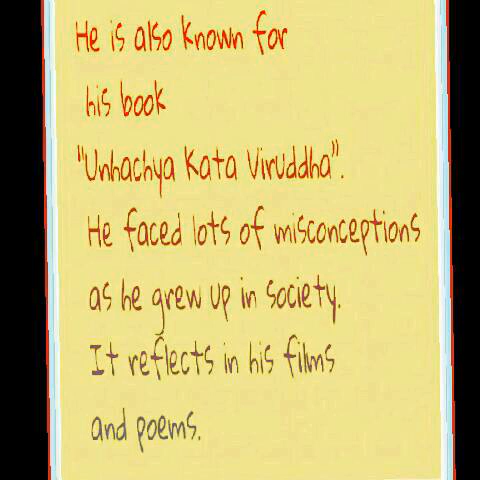 He is also known for
his book
"Unhachya Kata Viruddha".
He faced lots of misconceptions
as he grew up in society.
It reflects in his films
and poems.